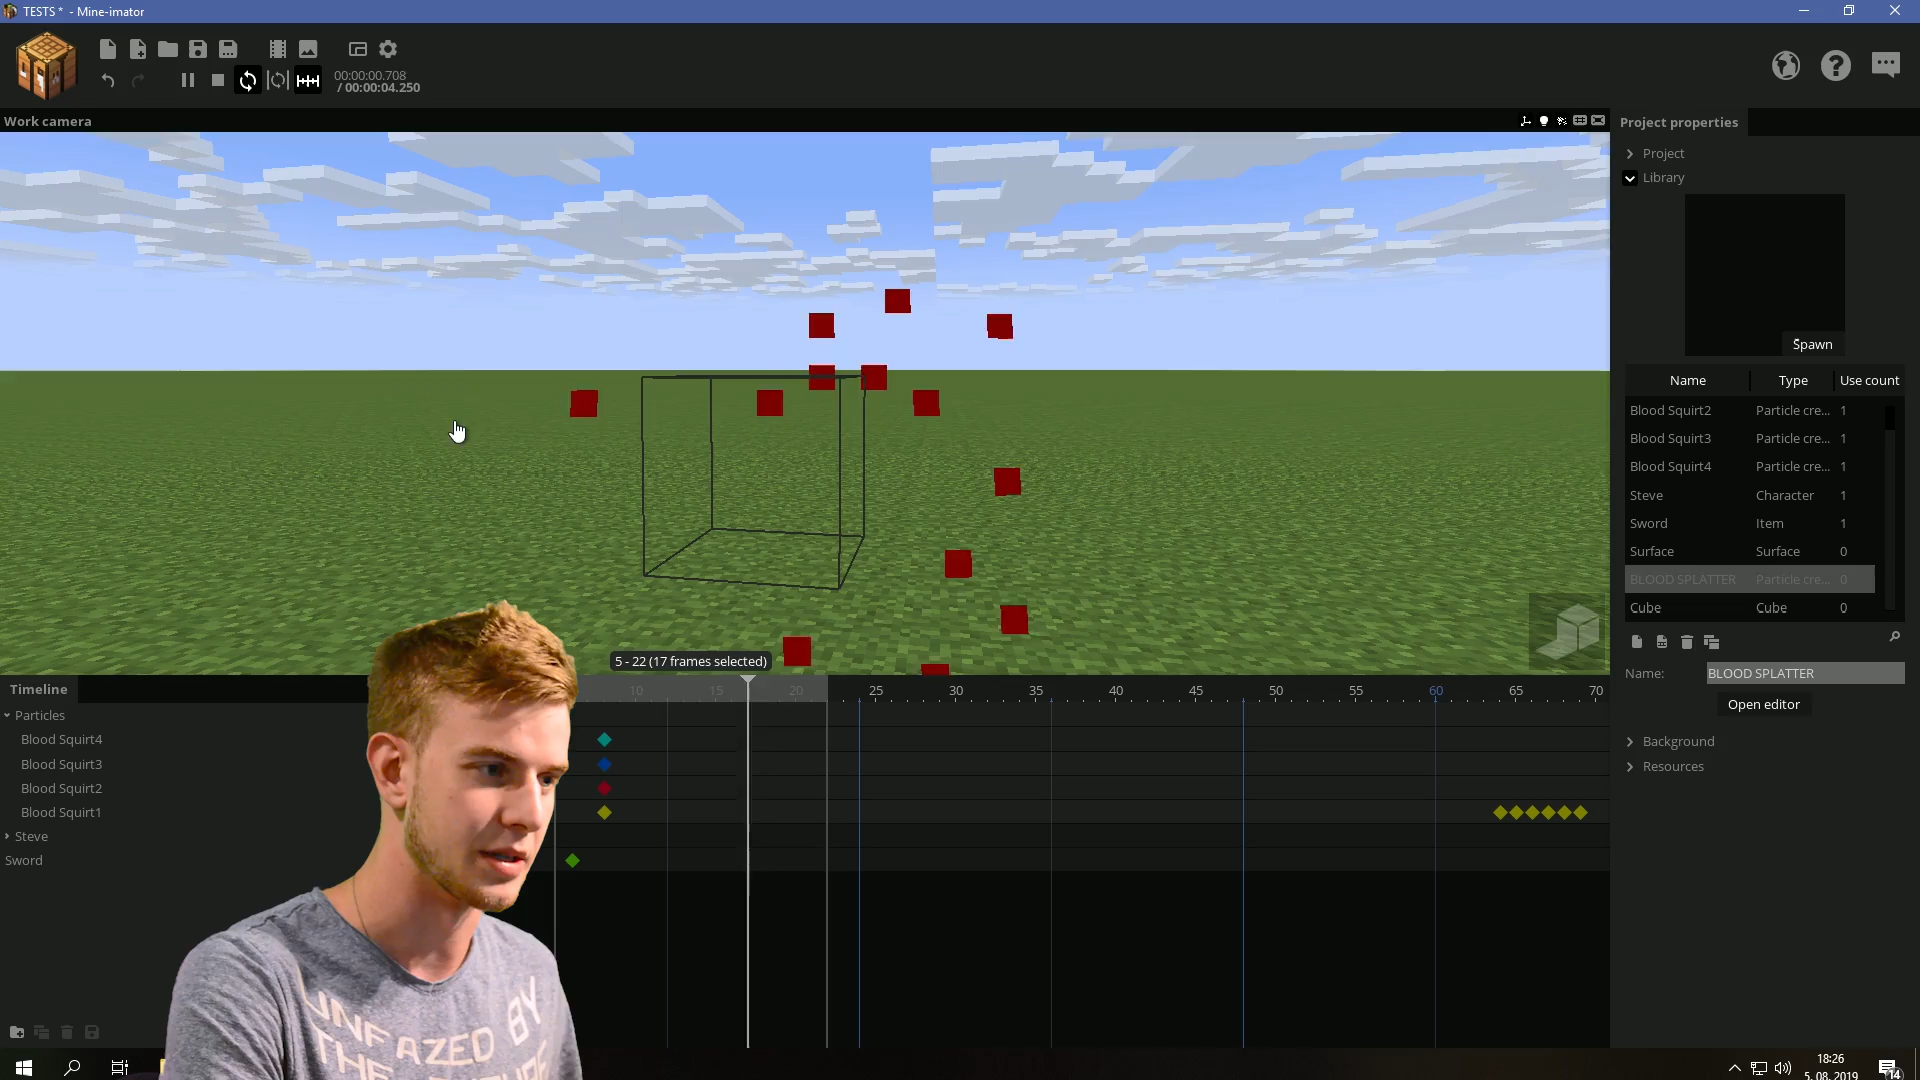 TESTS * - Mine-imator
00:00:00.708
/ 00:00:04.250
Work camera
Project properties
Project
Library
Spawn
Name Type Use count
Blood Squirt2 Particle cre... 1
Blood Squirt3 Particle cre... 1
Blood Squirt4 Particle cre... 1
Steve Character 1
Sword Item 1
Surface Surface 0
BLOOD SPLATTER Particle cre... 0
Cube Cube 0
Name: BLOOD SPLATTER
Open editor
Background
Resources
5 - 22 (17 frames selected)
Timeline
10 15 20 25 30 35 40 45 50 55 60 65 70
Particles
Blood Squirt4
Blood Squirt3
Blood Squirt2
Blood Squirt1
Steve
Sword
UNFAZED BY
THE
18:26
5. 08. 2019
14